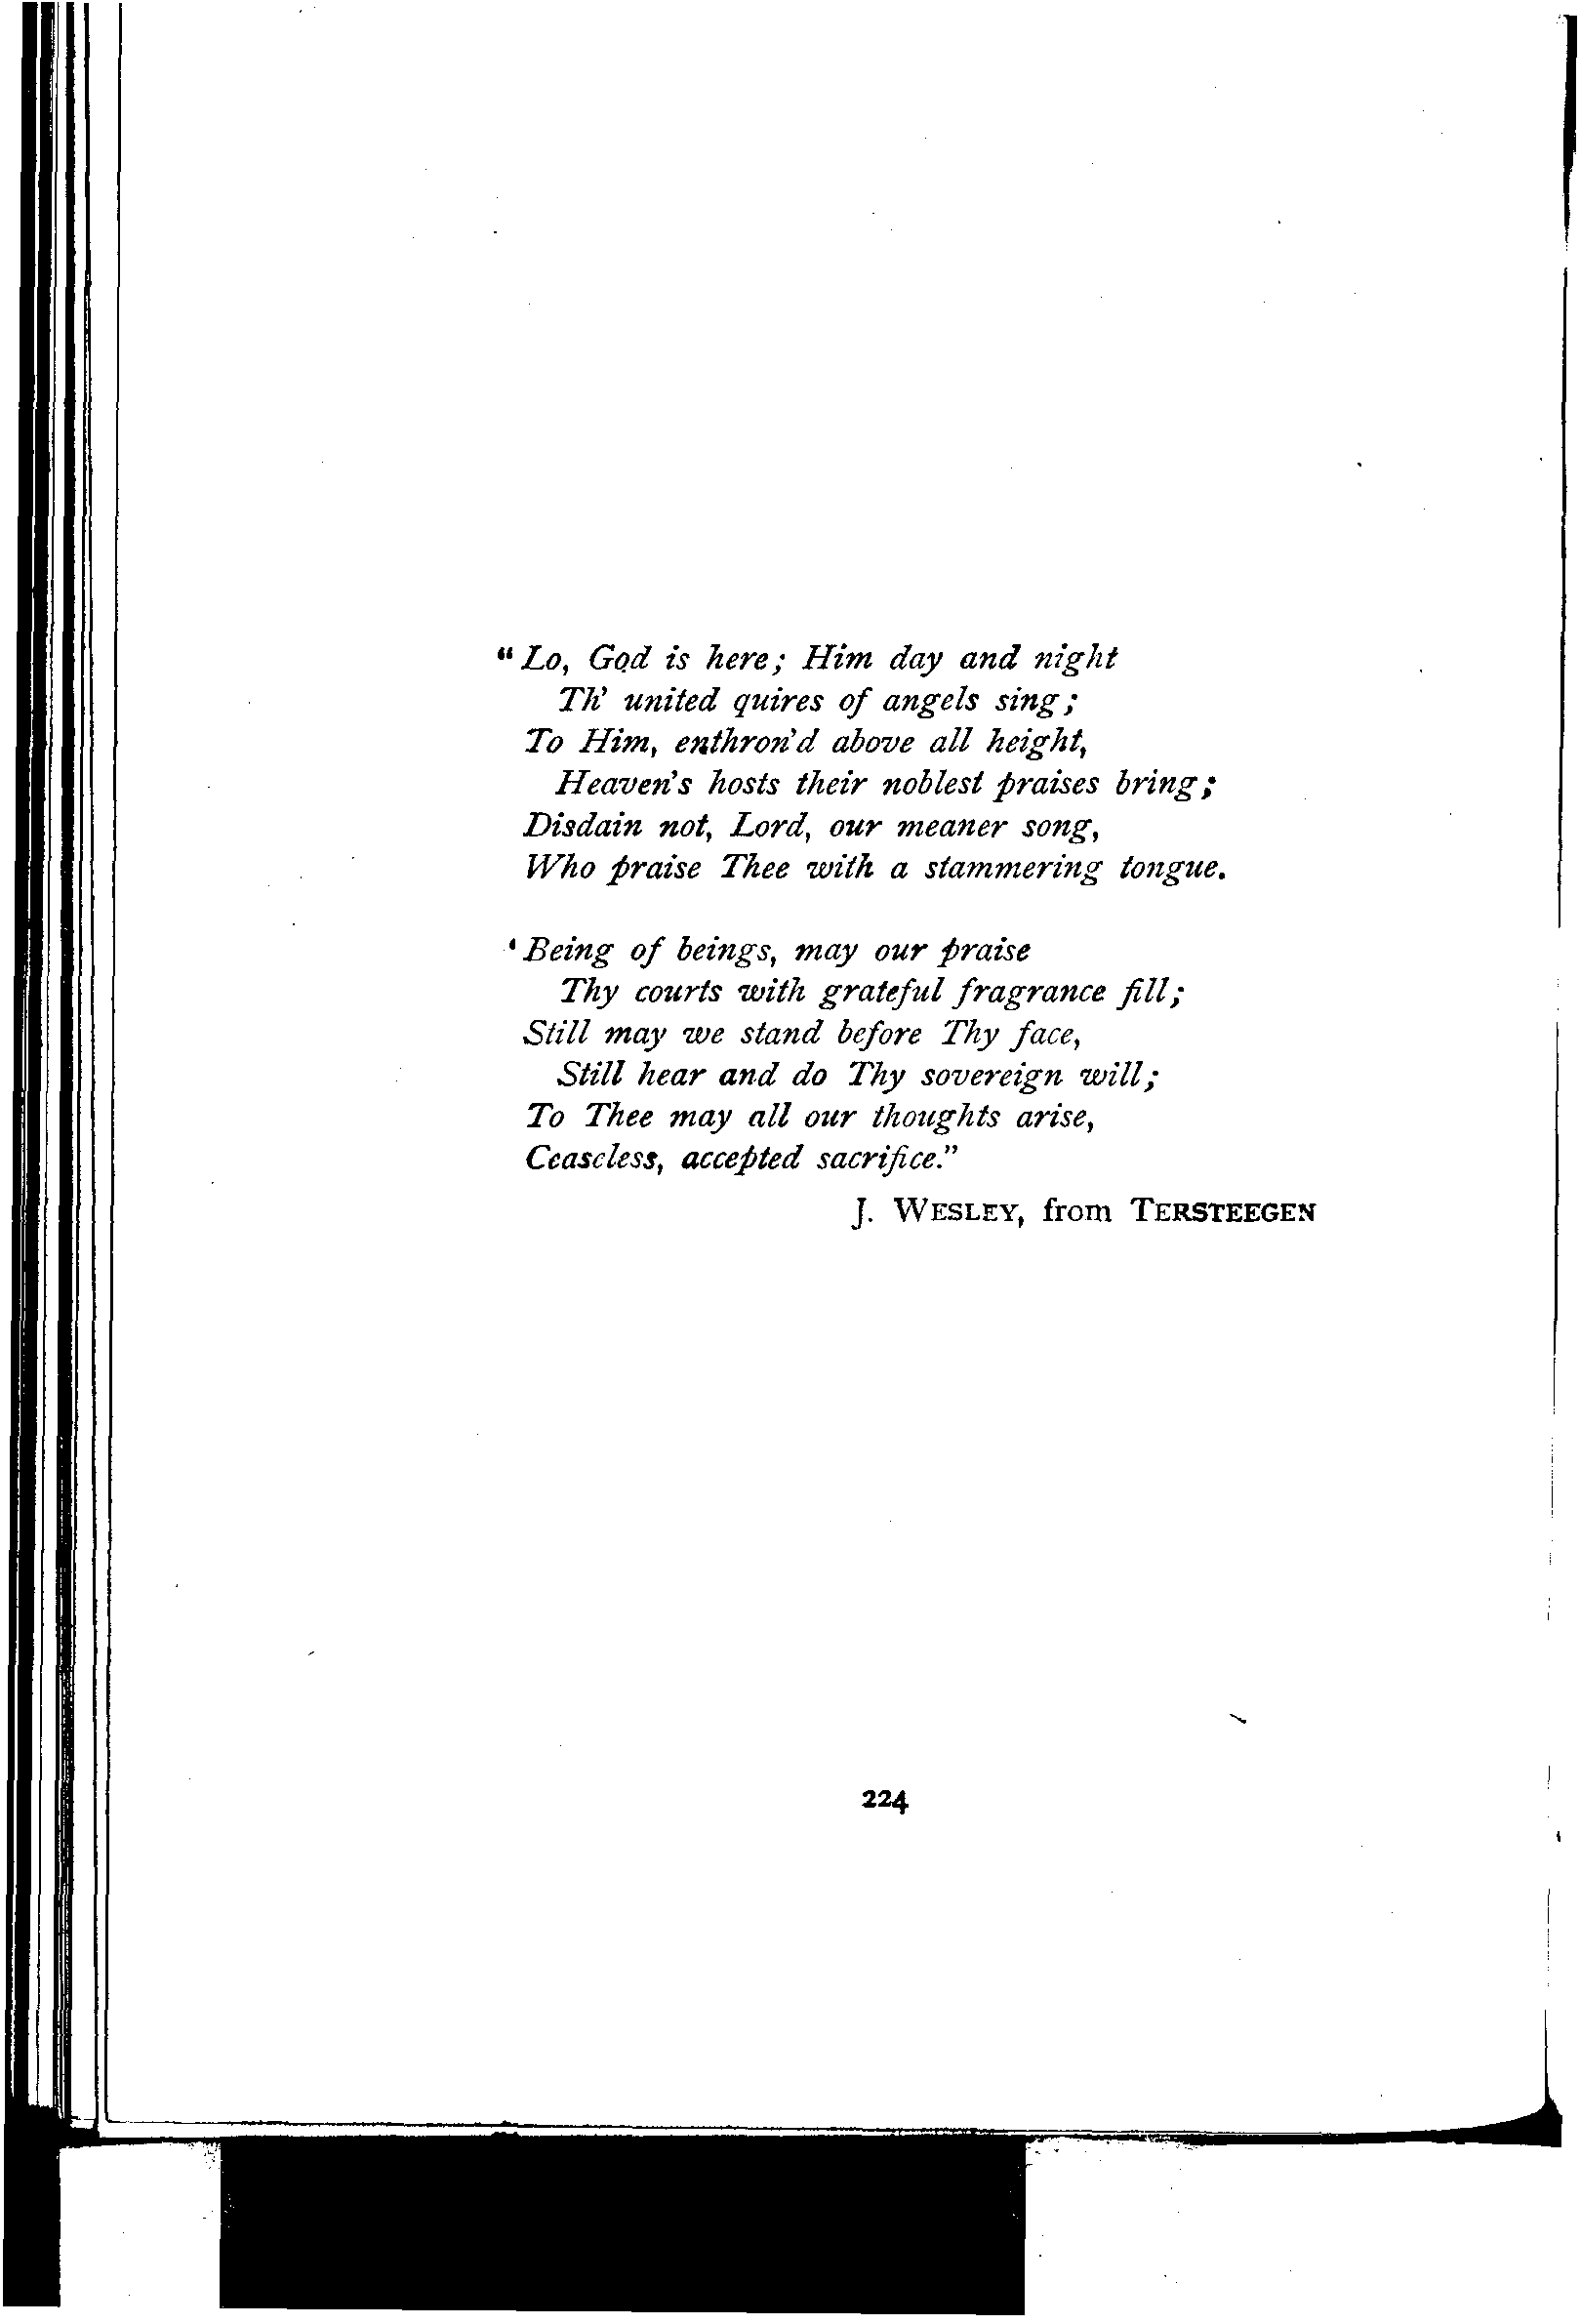 “Lo, God is here; Him day and night
Th’ united quires of angels sing;
To Him, enthron’d above all height,
Heaven’s hosts their noblest praises bring;
Disdain not, Lord, our meaner song,
Who praise Thee with a stammering tongue.
‘Being of beings, may our praise
Thy courts with grateful fragrance fill;
Still may we stand before Thy face,
Still hear and do Thy sovereign will;
To Thee may all our thoughts arise,
Ceaseless, accepted sacrifice.”
J. WESLEY, from TERSTEEGEN
224